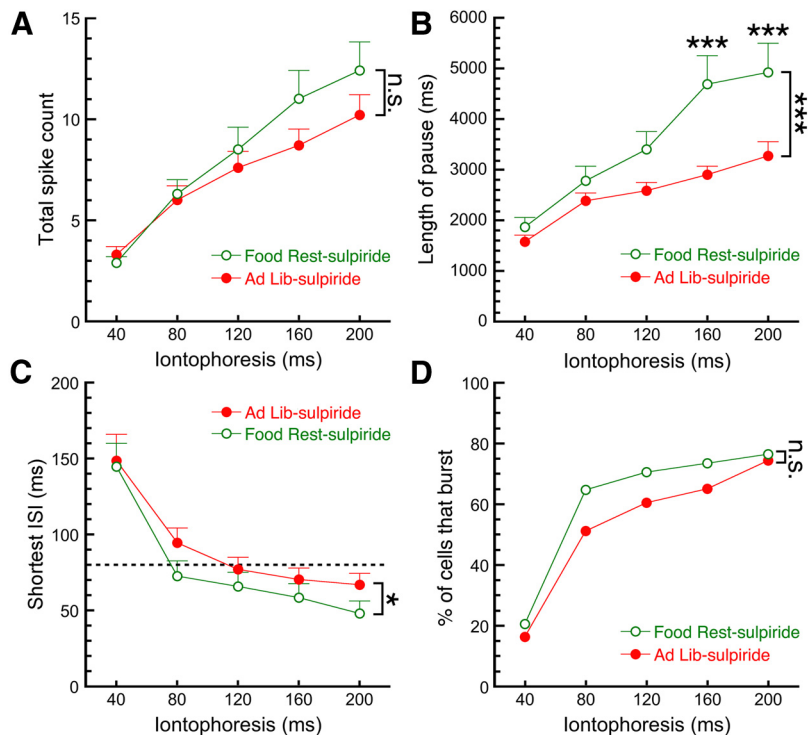 A
15
10
5
0
Total spike count
n.s.
Food Rest-sulpiride
Ad Lib-sulpiride
40 80 120 160 200
Iontophoresis (ms)
B
6000
5000
4000
3000
2000
1000
0
Length of pause (ms)
*** ***
***
Food Rest-sulpiride
Ad Lib-sulpiride
40 80 120 160 200
Iontophoresis (ms)
C
200
150
100
50
0
Shortest ISI (ms)
Ad Lib-sulpiride
Food Rest-sulpiride
*
40 80 120 160 200
Iontophoresis (ms)
D
100
80
60
40
20
0
% of cells that burst
n.s.
Food Rest-sulpiride
Ad Lib-sulpiride
40 80 120 160 200
Iontophoresis (ms)